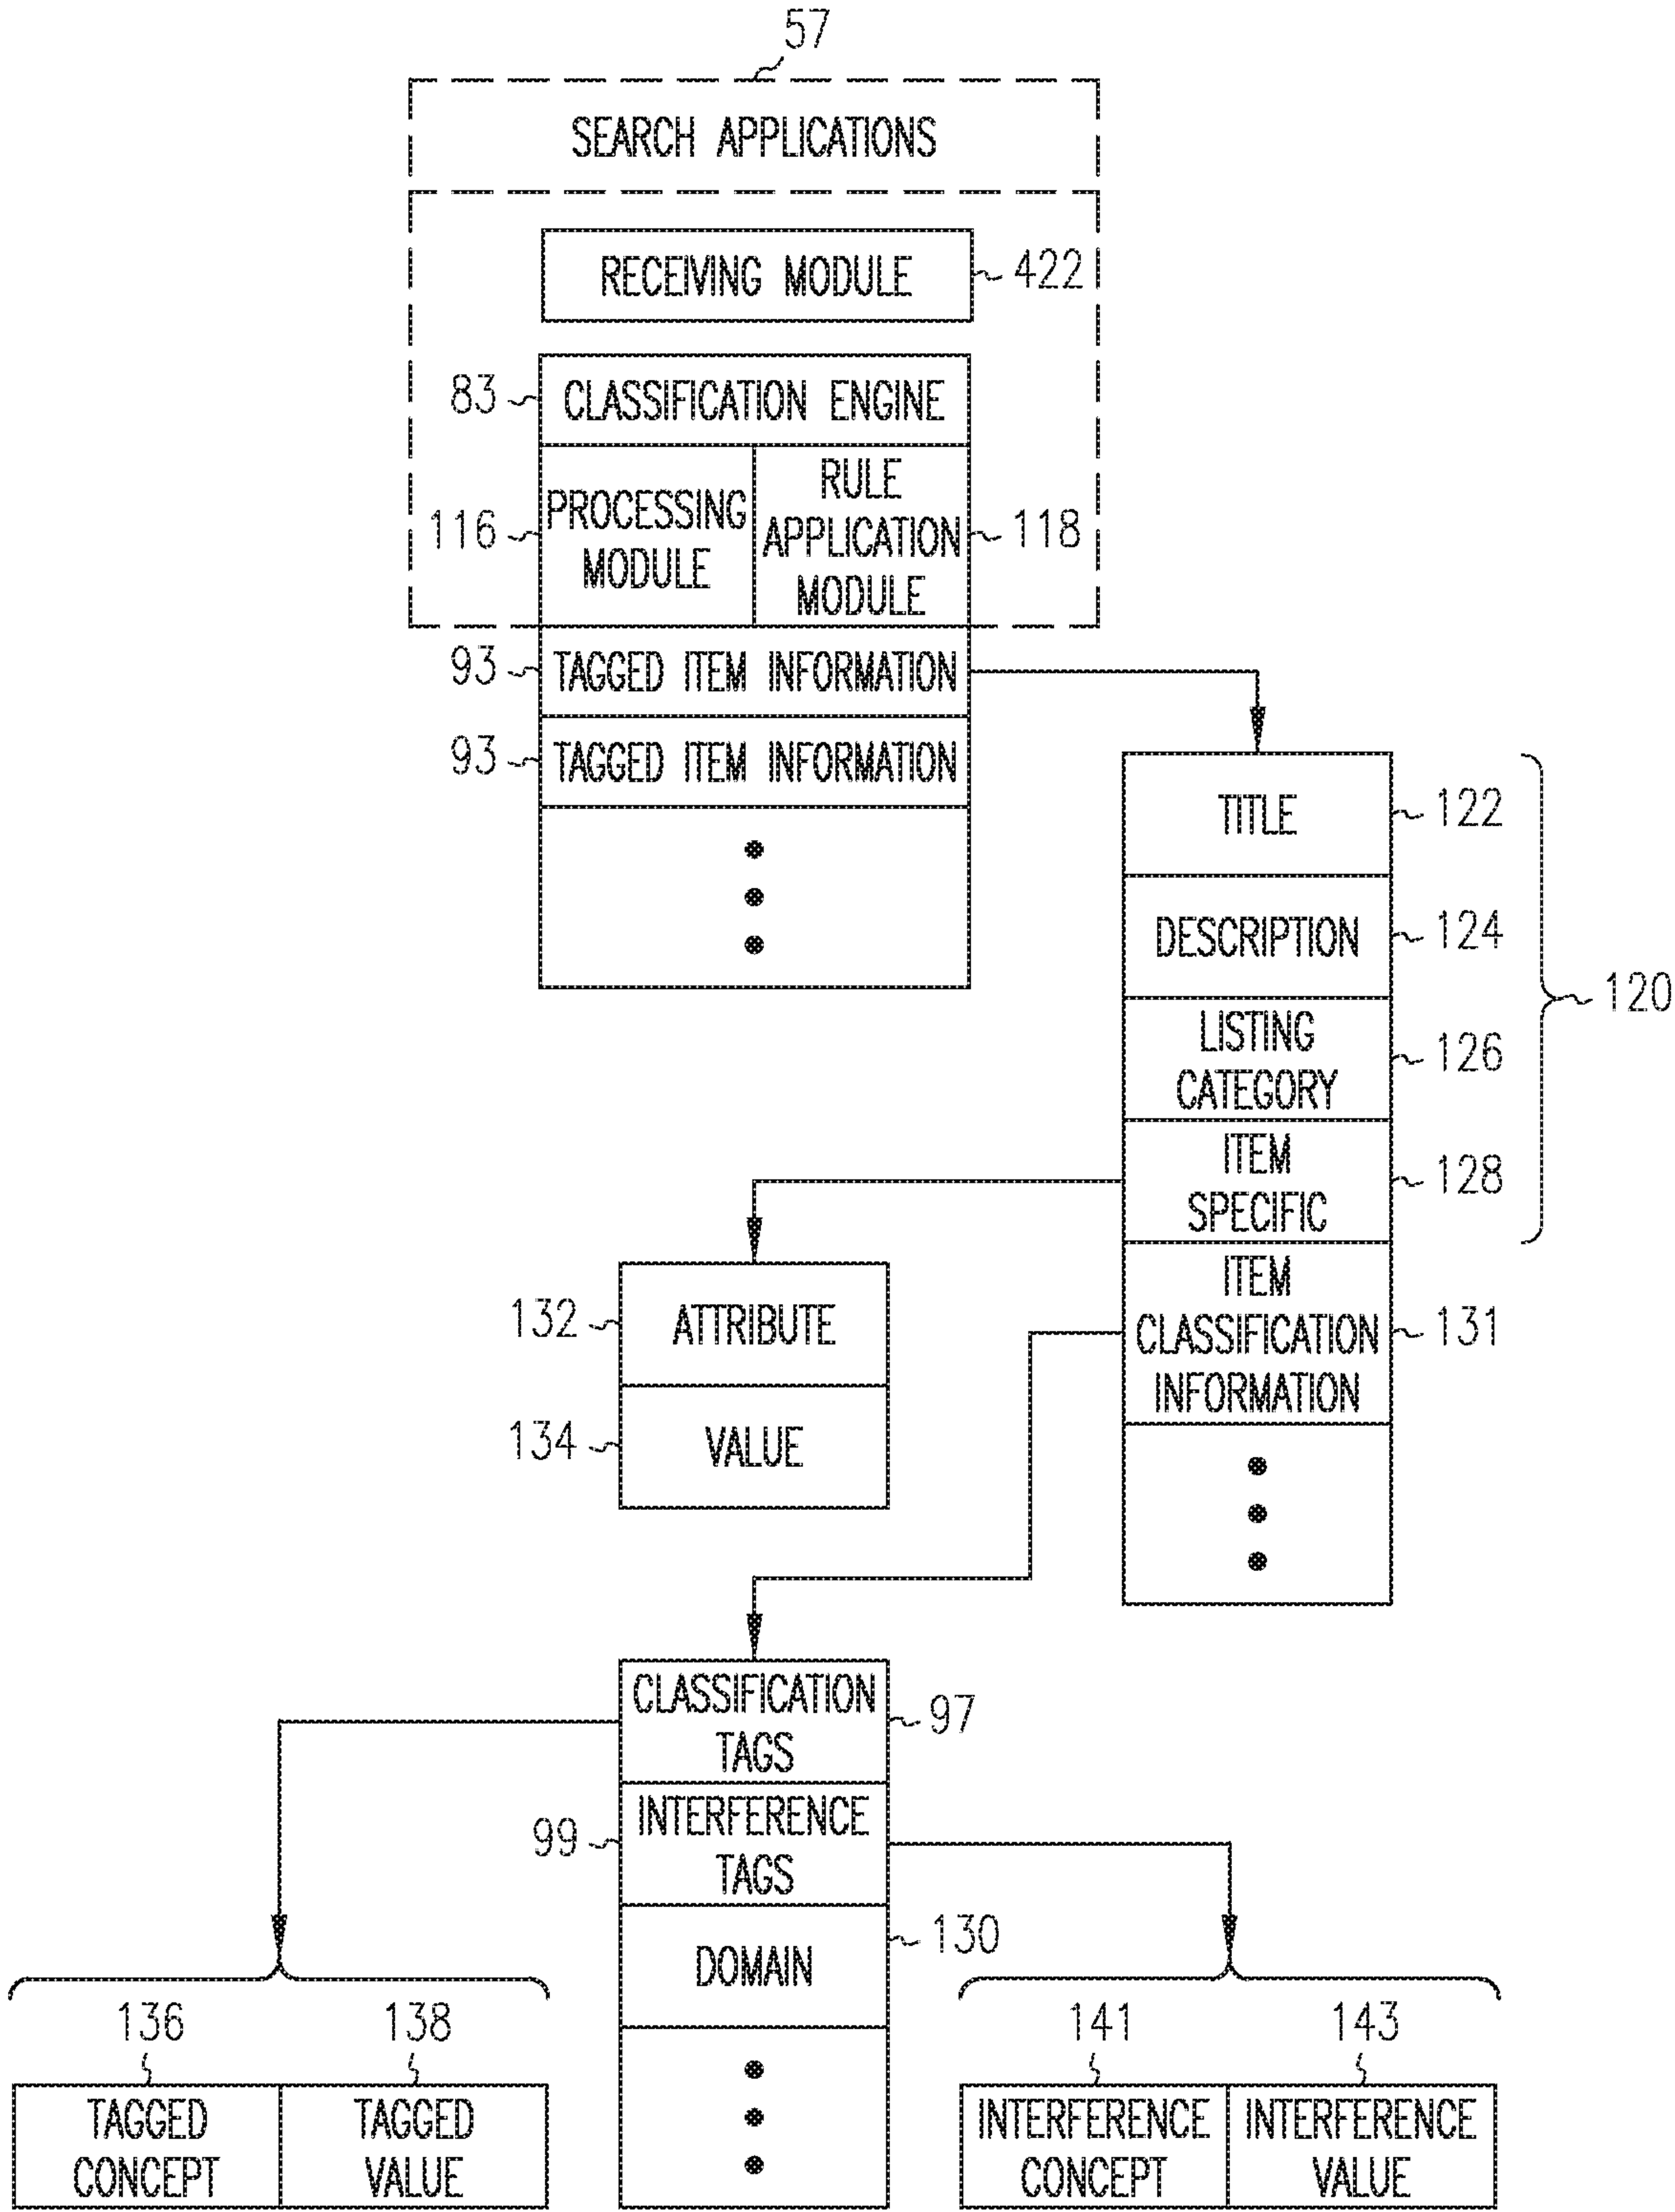 57
SEARCH APPLICATIONS
RECEIVING MODULE
422
83
CLASSIFICATION ENGINE
116
PROCESSING
MODULE
RULE
APPLICATION
MODULE
118
93
TAGGED ITEM INFORMATION
93
TAGGED ITEM INFORMATION
TITLE
122
DESCRIPTION
124
120
LISTING
CATEGORY
126
ITEM
SPECIFIC
128
ITEM
CLASSIFICATION
INFORMATION
131
132
ATTRIBUTE
134
VALUE
CLASSIFICATION
TAGS
97
99
INTERFERENCE
TAGS
DOMAIN
130
136
138
TAGGED
CONCEPT
TAGGED
VALUE
141
143
INTERFERENCE
CONCEPT
INTERFERENCE
VALUE